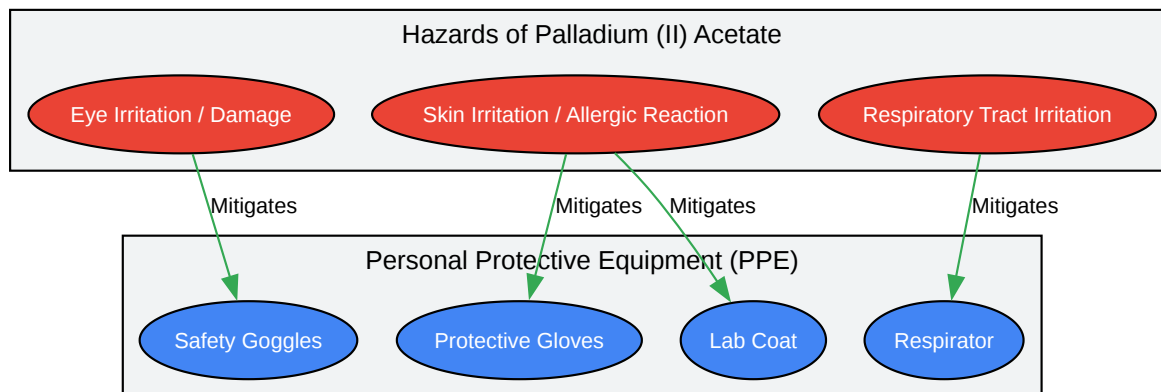 Hazards of Palladium (II) Acetate
Eye Irritation / Damage
Skin Irritation / Allergic Reaction
Respiratory Tract Irritation
Mitigates
Mitigates
Mitigates
Mitigates
Personal Protective Equipment (PPE)
Safety Goggles
Protective Gloves
Lab Coat
Respirator